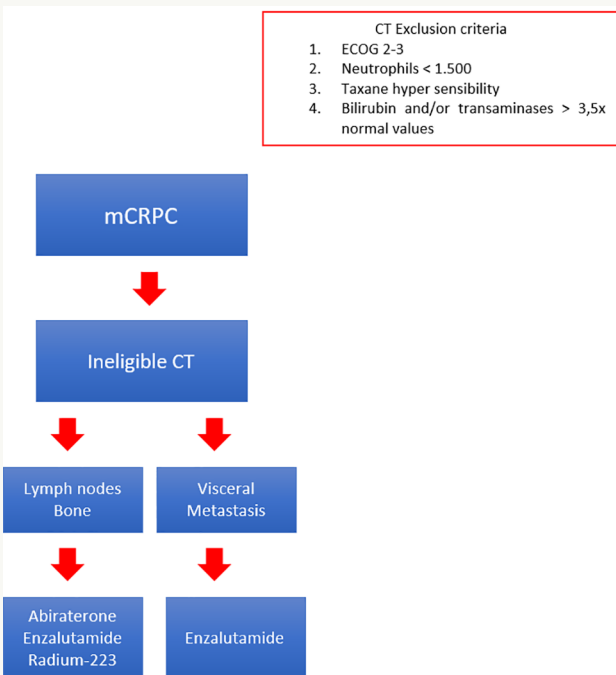 CT Exclusion criteria
1. ECOG 2-3
2. Neutrophils < 1.500
3. Taxane hyper sensibility
4. Bilirubin and/or transaminases > 3,5x
normal values
mCRPC
Ineligible CT
Lymph nodes
Bone
Visceral
Metastasis
Abiraterone
Enzalutamide
Radium-223
Enzalutamide